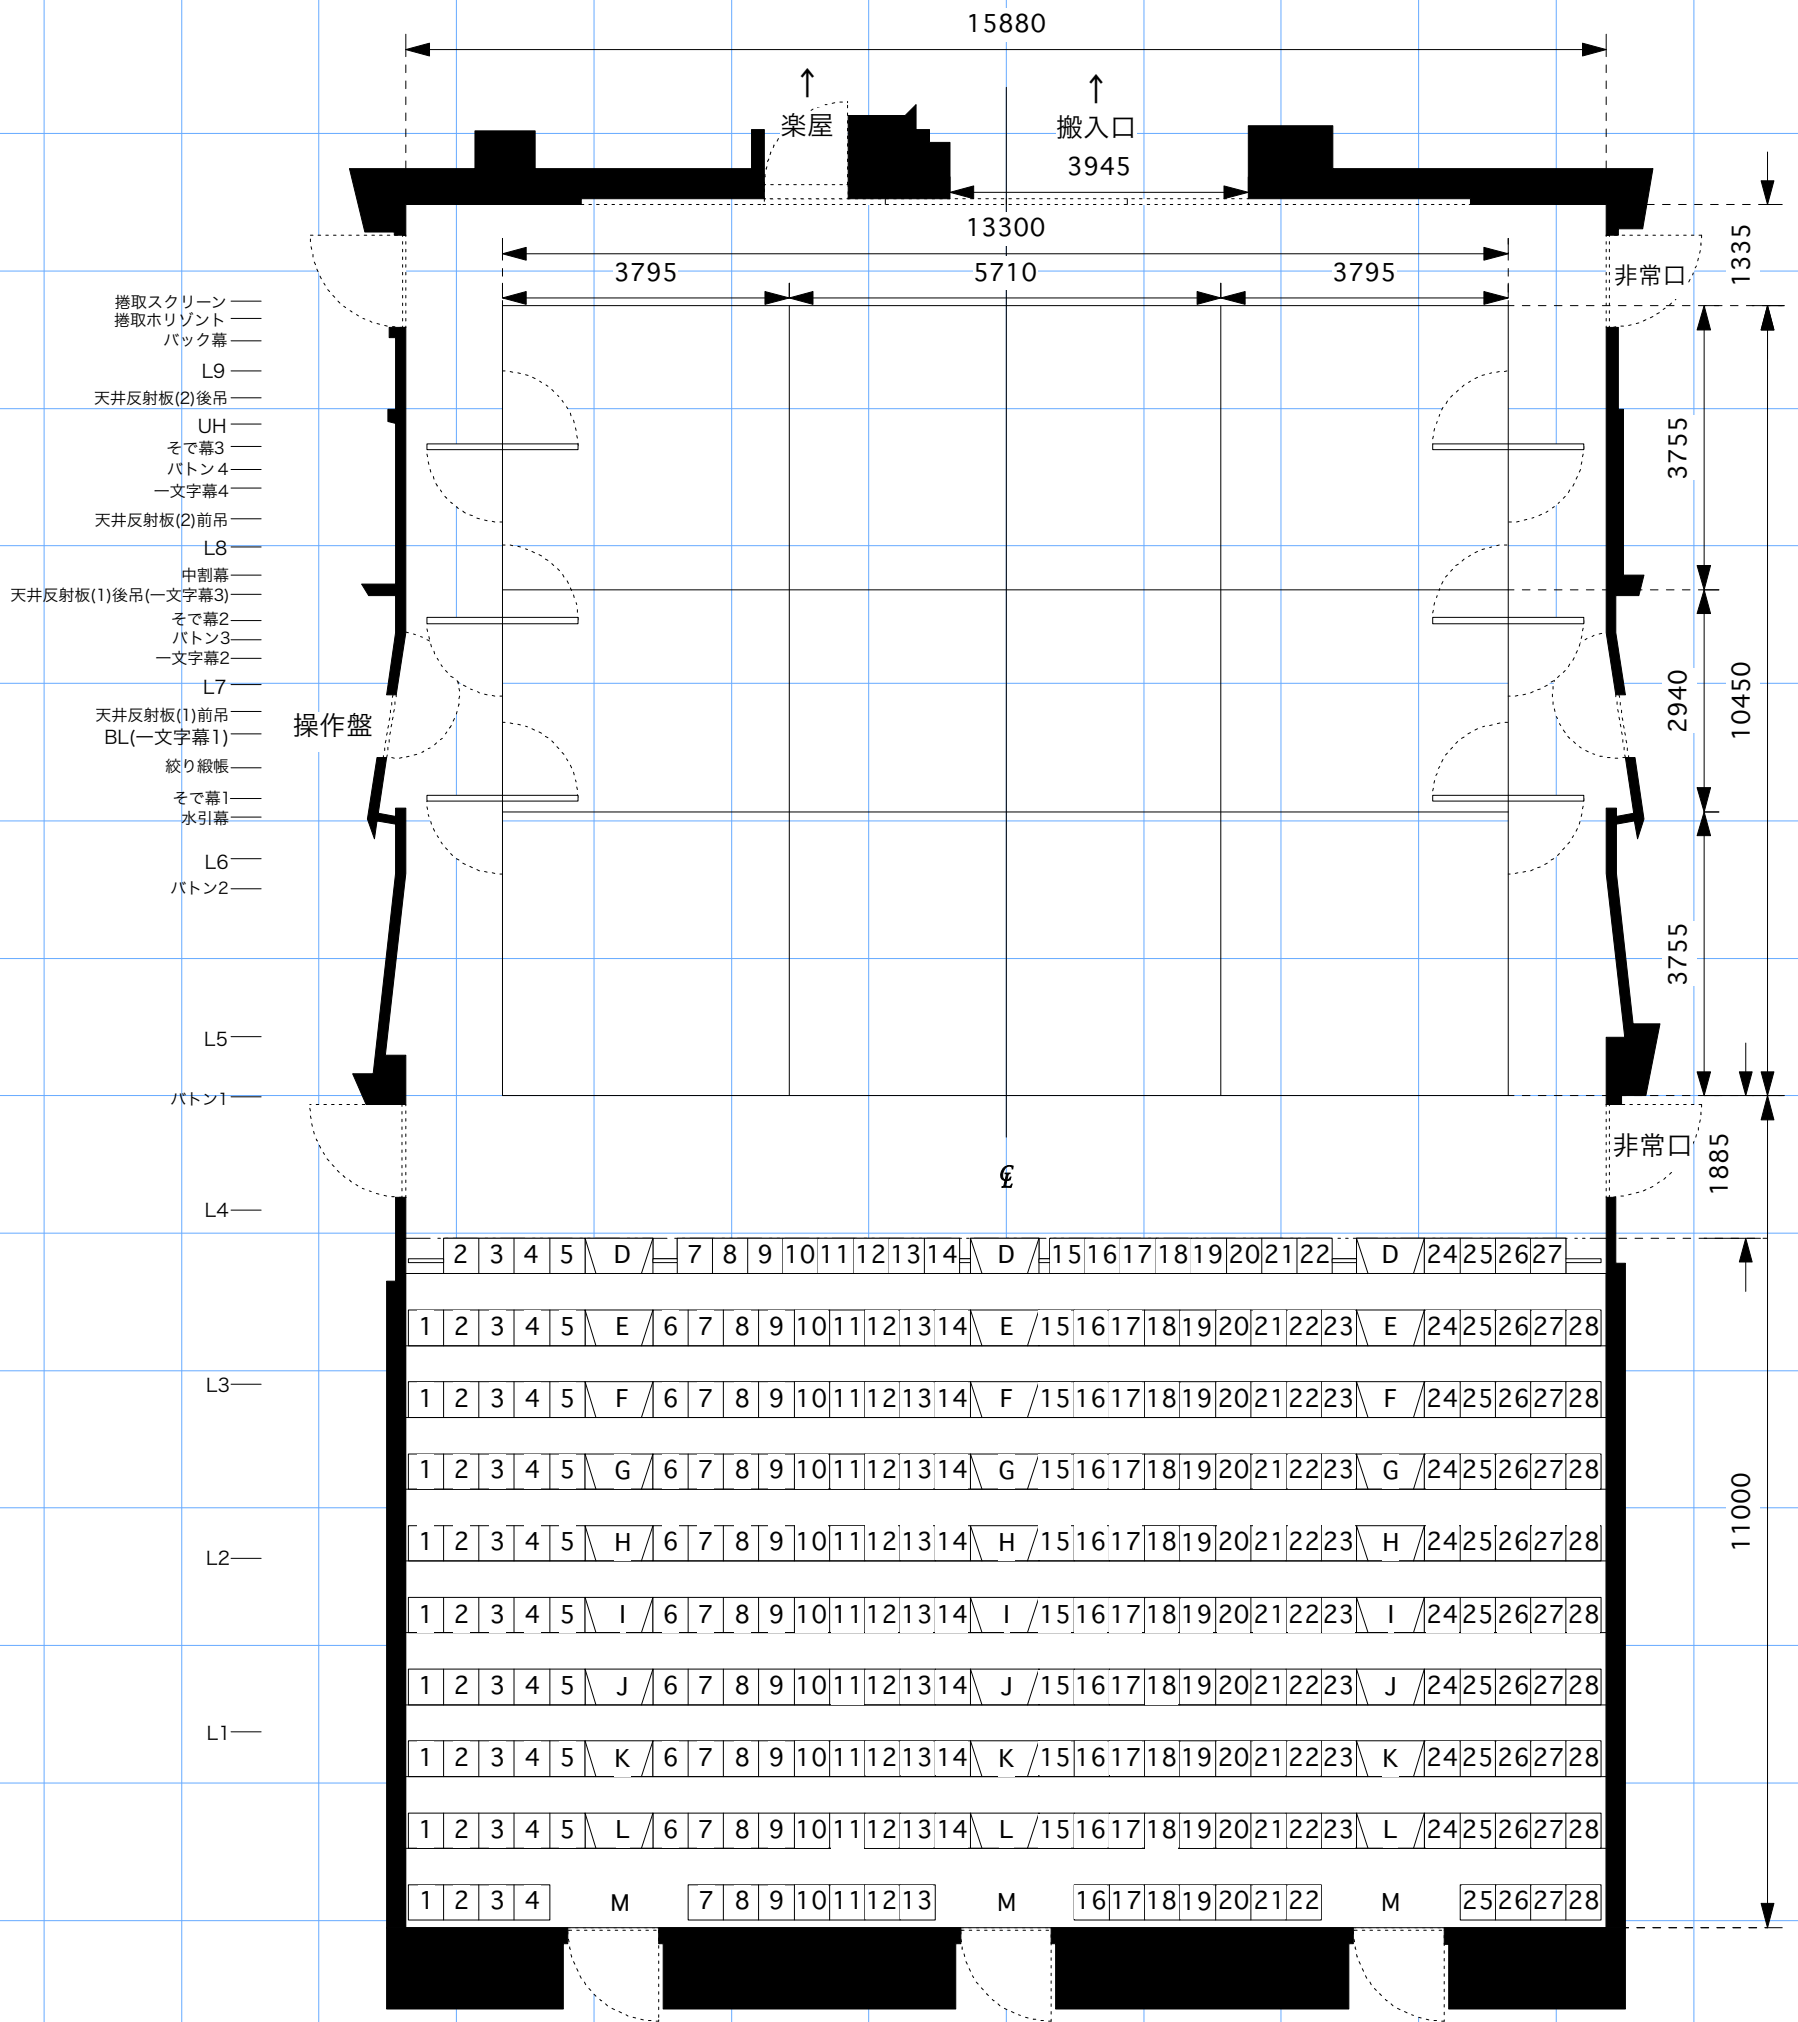 15880
↑ ↑
楽屋 搬入口
3945
13300
3795 5710 3795
1335
非常口
捲取スクリーン
捲取ホリゾント
バック幕
L9
天井反射板(2)後吊
UH
そで幕3
バトン４
一文字幕4
天井反射板(2)前吊
L8
中割幕
天井反射板(1)後吊(一文字幕3)
そで幕2
バトン3
一文字幕2
L7
天井反射板(1)前吊
BL(一文字幕1)
絞り緞帳
そで幕1
水引幕
L6
バトン2
L5
バトン1
L4
L3
L2
L1
操作盤
3755
2940
10450
3755
非常口
1885
11000
℄
2 3 4 5 D 7 8 9 10 11 12 13 14 D 15 16 17 18 19 20 21 22 D 24 25 26 27
1 2 3 4 5 E 6 7 8 9 10 11 12 13 14 E 15 16 17 18 19 20 21 22 23 E 24 25 26 27 28
1 2 3 4 5 F 6 7 8 9 10 11 12 13 14 F 15 16 17 18 19 20 21 22 23 F 24 25 26 27 28
1 2 3 4 5 G 6 7 8 9 10 11 12 13 14 G 15 16 17 18 19 20 21 22 23 G 24 25 26 27 28
1 2 3 4 5 H 6 7 8 9 10 11 12 13 14 H 15 16 17 18 19 20 21 22 23 H 24 25 26 27 28
1 2 3 4 5 I 6 7 8 9 10 11 12 13 14 I 15 16 17 18 19 20 21 22 23 I 24 25 26 27 28
1 2 3 4 5 J 6 7 8 9 10 11 12 13 14 J 15 16 17 18 19 20 21 22 23 J 24 25 26 27 28
1 2 3 4 5 K 6 7 8 9 10 11 12 13 14 K 15 16 17 18 19 20 21 22 23 K 24 25 26 27 28
1 2 3 4 5 L 6 7 8 9 10 11 12 13 14 L 15 16 17 18 19 20 21 22 23 L 24 25 26 27 28
1 2 3 4 M 7 8 9 10 11 12 13 M 16 17 18 19 20 21 22 M 25 26 27 28